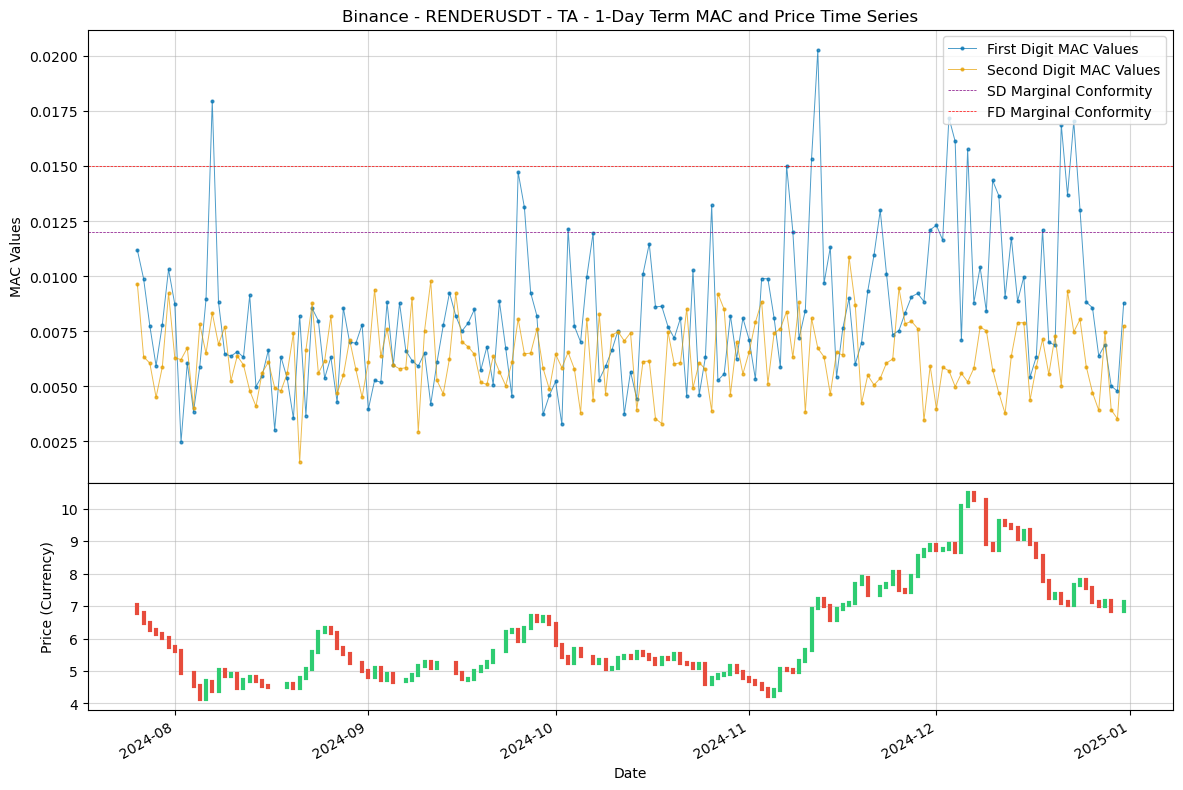 Binance - RENDERUSDT - TA - 1-Day Term MAC and Price Time Series
First Digit MAC Values
Second Digit MAC Values
SD Marginal Conformity
FD Marginal Conformity
MAC Values
0.0200
0.0175
0.0150
0.0125
0.0100
0.0075
0.0050
0.0025
Price (Currency)
10
9
8
7
6
5
4
2024-08
2024-09
2024-10
2024-11
2024-12
2025-01
Date